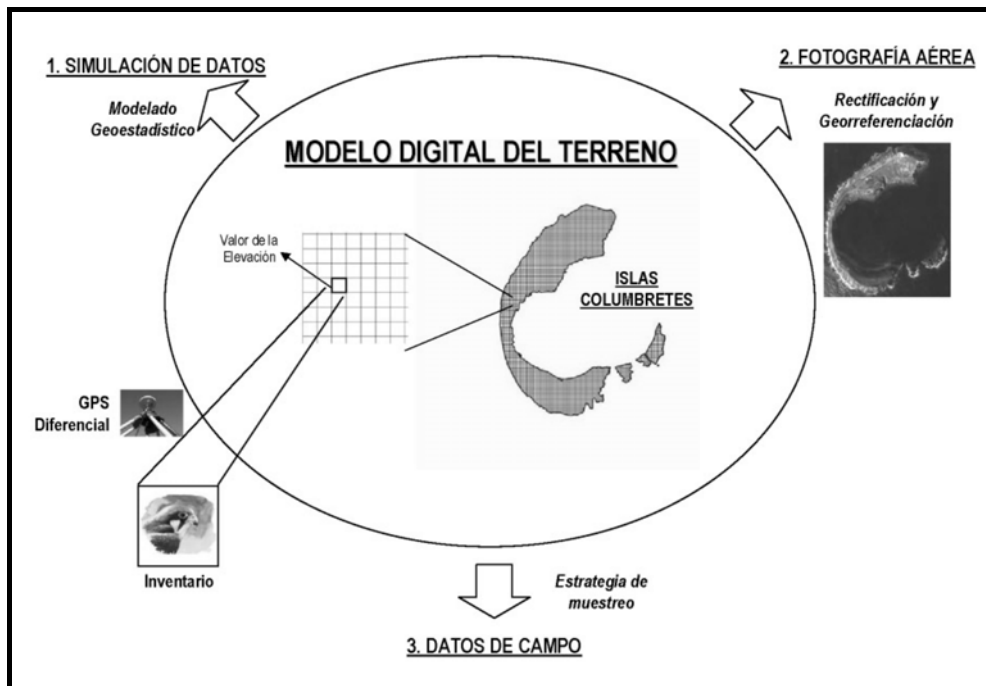 1. SIMULACIÓN DE DATOS
Modelado
Geoestadístico
2. FOTOGRAFÍA AÉREA
Rectificación y
Georreferenciación
MODELO DIGITAL DEL TERRENO
Valor de la
Elevación
ISLAS
COLUMBRETES
GPS
Diferencial
Inventario
Estrategia de
muestreo
3. DATOS DE CAMPO